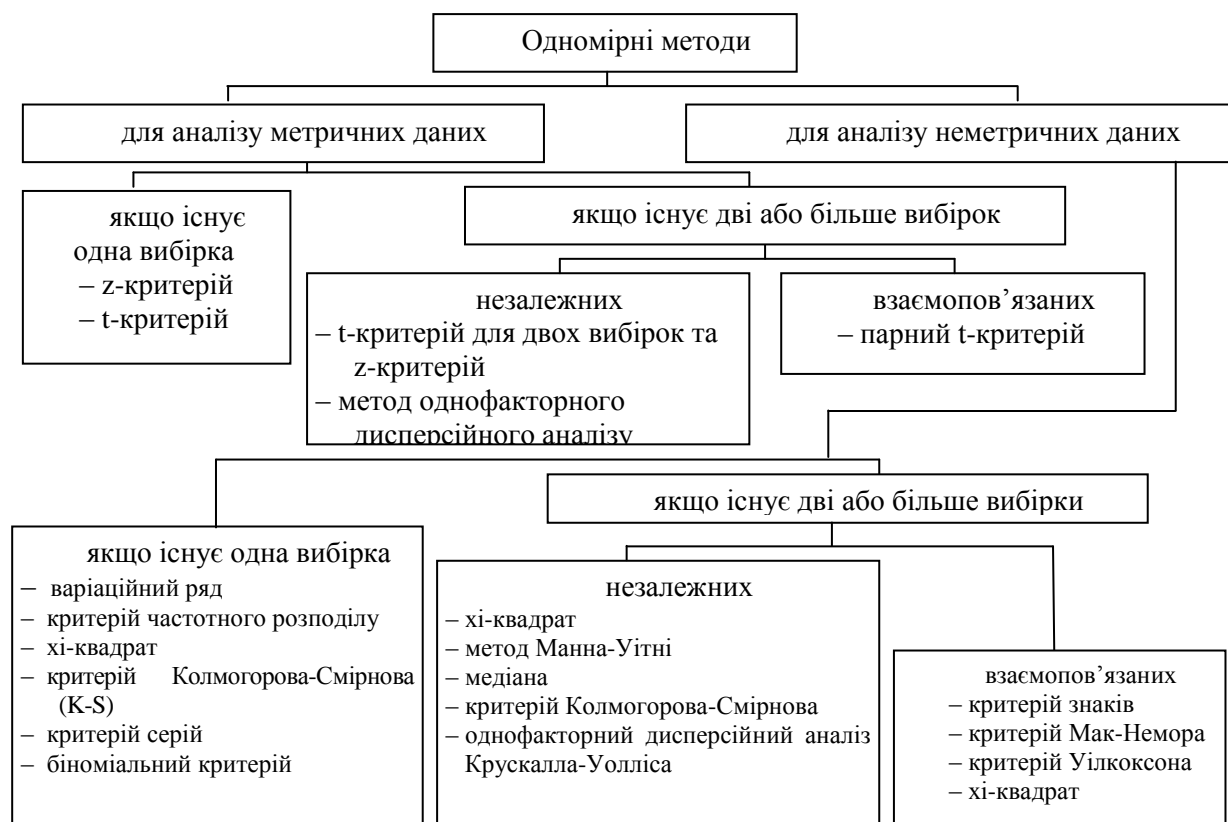 Одномірні методи
для аналізу метричних даних
для аналізу неметричних даних
якщо існує
одна вибірка
– z-критерій
– t-критерій
якщо існує дві або більше вибірок
незалежних
– t-критерій для двох вибірок та
z-критерій
– метод однофакторного
дисперсійного аналізу
взаємопов’язаних
– парний t-критерій
якщо існує дві або більше вибірки
якщо існує одна вибірка
– варіаційний ряд
– критерій частотного розподілу
– хі-квадрат
– критерій Колмогорова-Смірнова
(K-S)
– критерій серій
– біноміальний критерій
незалежних
– хі-квадрат
– метод Манна-Уітні
– медіана
– критерій Колмогорова-Смірнова
– однофакторний дисперсійний аналіз
Крускалла-Уолліса
взаємопов’язаних
– критерій знаків
– критерій Мак-Немора
– критерій Уілкоксона
– хі-квадрат